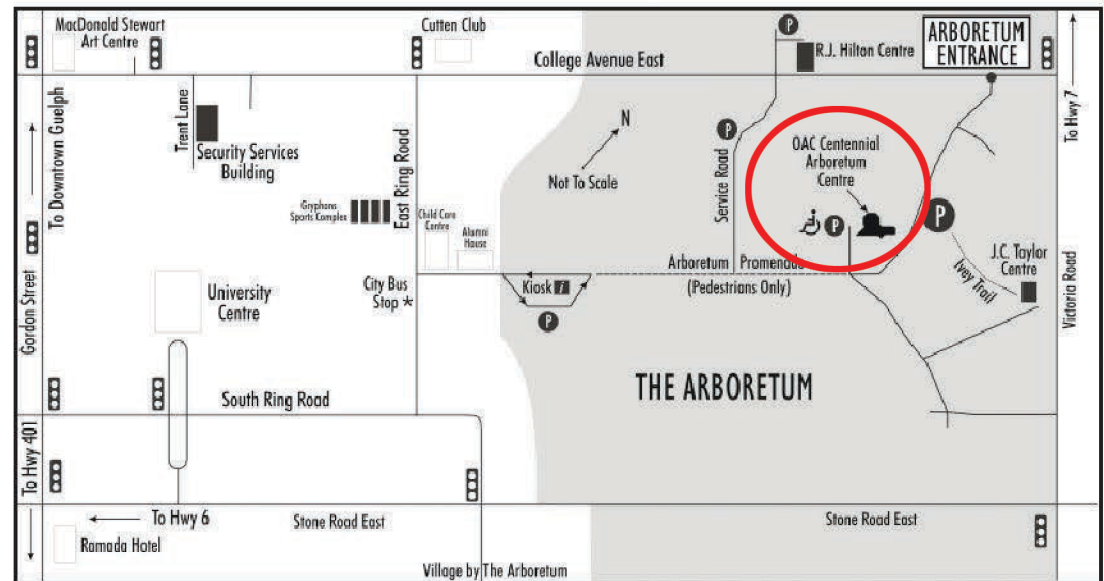 MacDonald Stewart
Art Centre
Cutten Club
College Avenue East
P
R.J. Hilton Centre
ARBORETUM
ENTRANCE
To Hwy 7
To Downtown Guelph
Trent Lane
Security Services
Building
East Ring Road
N
Not To Scale
P
Service Road
OAC Centennial
Arboretum
Centre
Gryphons
Sports Complex
Child Care
Centre
Alumni
House
P
P
J.C. Taylor
Centre
Ivey Trail
Victoria Road
Gordon Street
University
Centre
City Bus
Stop *
Kiosk i
P
Arboretum Promenade
(Pedestrians Only)
THE ARBORETUM
South Ring Road
To Hwy 401
To Hwy 6
Stone Road East
Stone Road East
Ramada Hotel
Village by The Arboretum